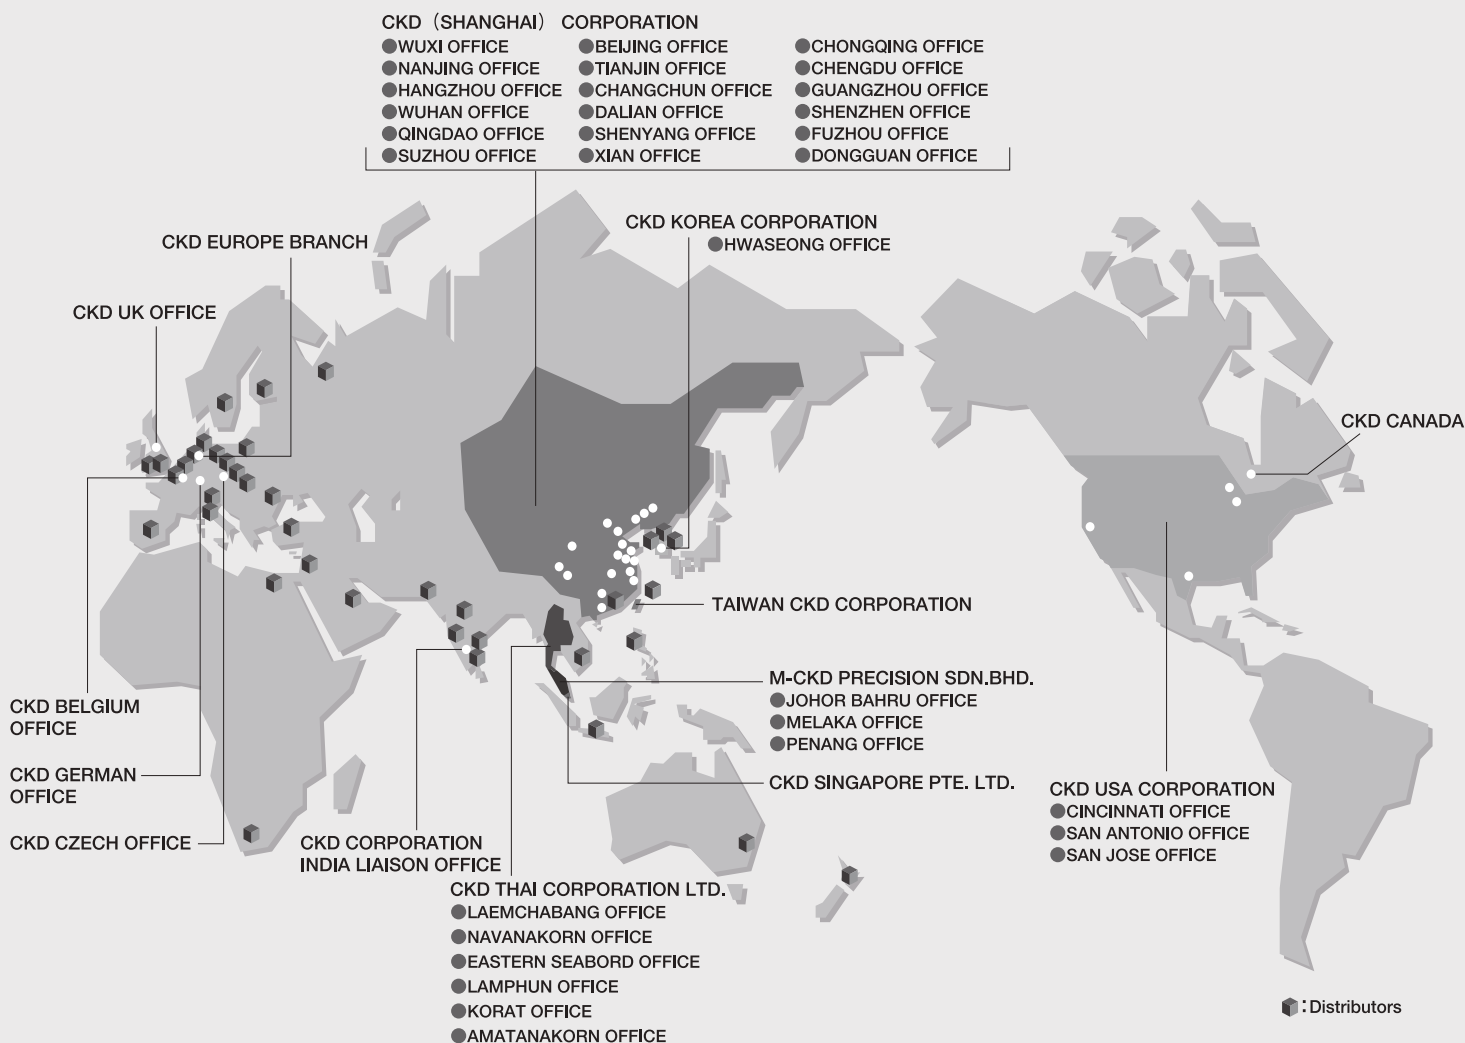 CKD（SHANGHAI） CORPORATION
●WUXI OFFICE
●NANJING OFFICE
●HANGZHOU OFFICE
●WUHAN OFFICE
●QINGDAO OFFICE
●SUZHOU OFFICE
●BEIJING OFFICE
●TIANJIN OFFICE
●CHANGCHUN OFFICE
●DALIAN OFFICE
●SHENYANG OFFICE
●XIAN OFFICE
●CHONGQING OFFICE
●CHENGDU OFFICE
●GUANGZHOU OFFICE
●SHENZHEN OFFICE
●FUZHOU OFFICE
●DONGGUAN OFFICE
CKD KOREA CORPORATION
●HWASEONG OFFICE
CKD EUROPE BRANCH
CKD UK OFFICE
CKD CANADA
TAIWAN CKD CORPORATION
M-CKD PRECISION SDN.BHD.
●JOHOR BAHRU OFFICE
●MELAKA OFFICE
●PENANG OFFICE
CKD SINGAPORE PTE. LTD.
CKD BELGIUM
OFFICE
CKD GERMAN
OFFICE
CKD CZECH OFFICE
CKD CORPORATION
INDIA LIAISON OFFICE
CKD THAI CORPORATION LTD.
●LAEMCHABANG OFFICE
●NAVANAKORN OFFICE
●EASTERN SEABORD OFFICE
●LAMPHUN OFFICE
●KORAT OFFICE
●AMATANAKORN OFFICE
CKD USA CORPORATION
●CINCINNATI OFFICE
●SAN ANTONIO OFFICE
●SAN JOSE OFFICE
: Distributors